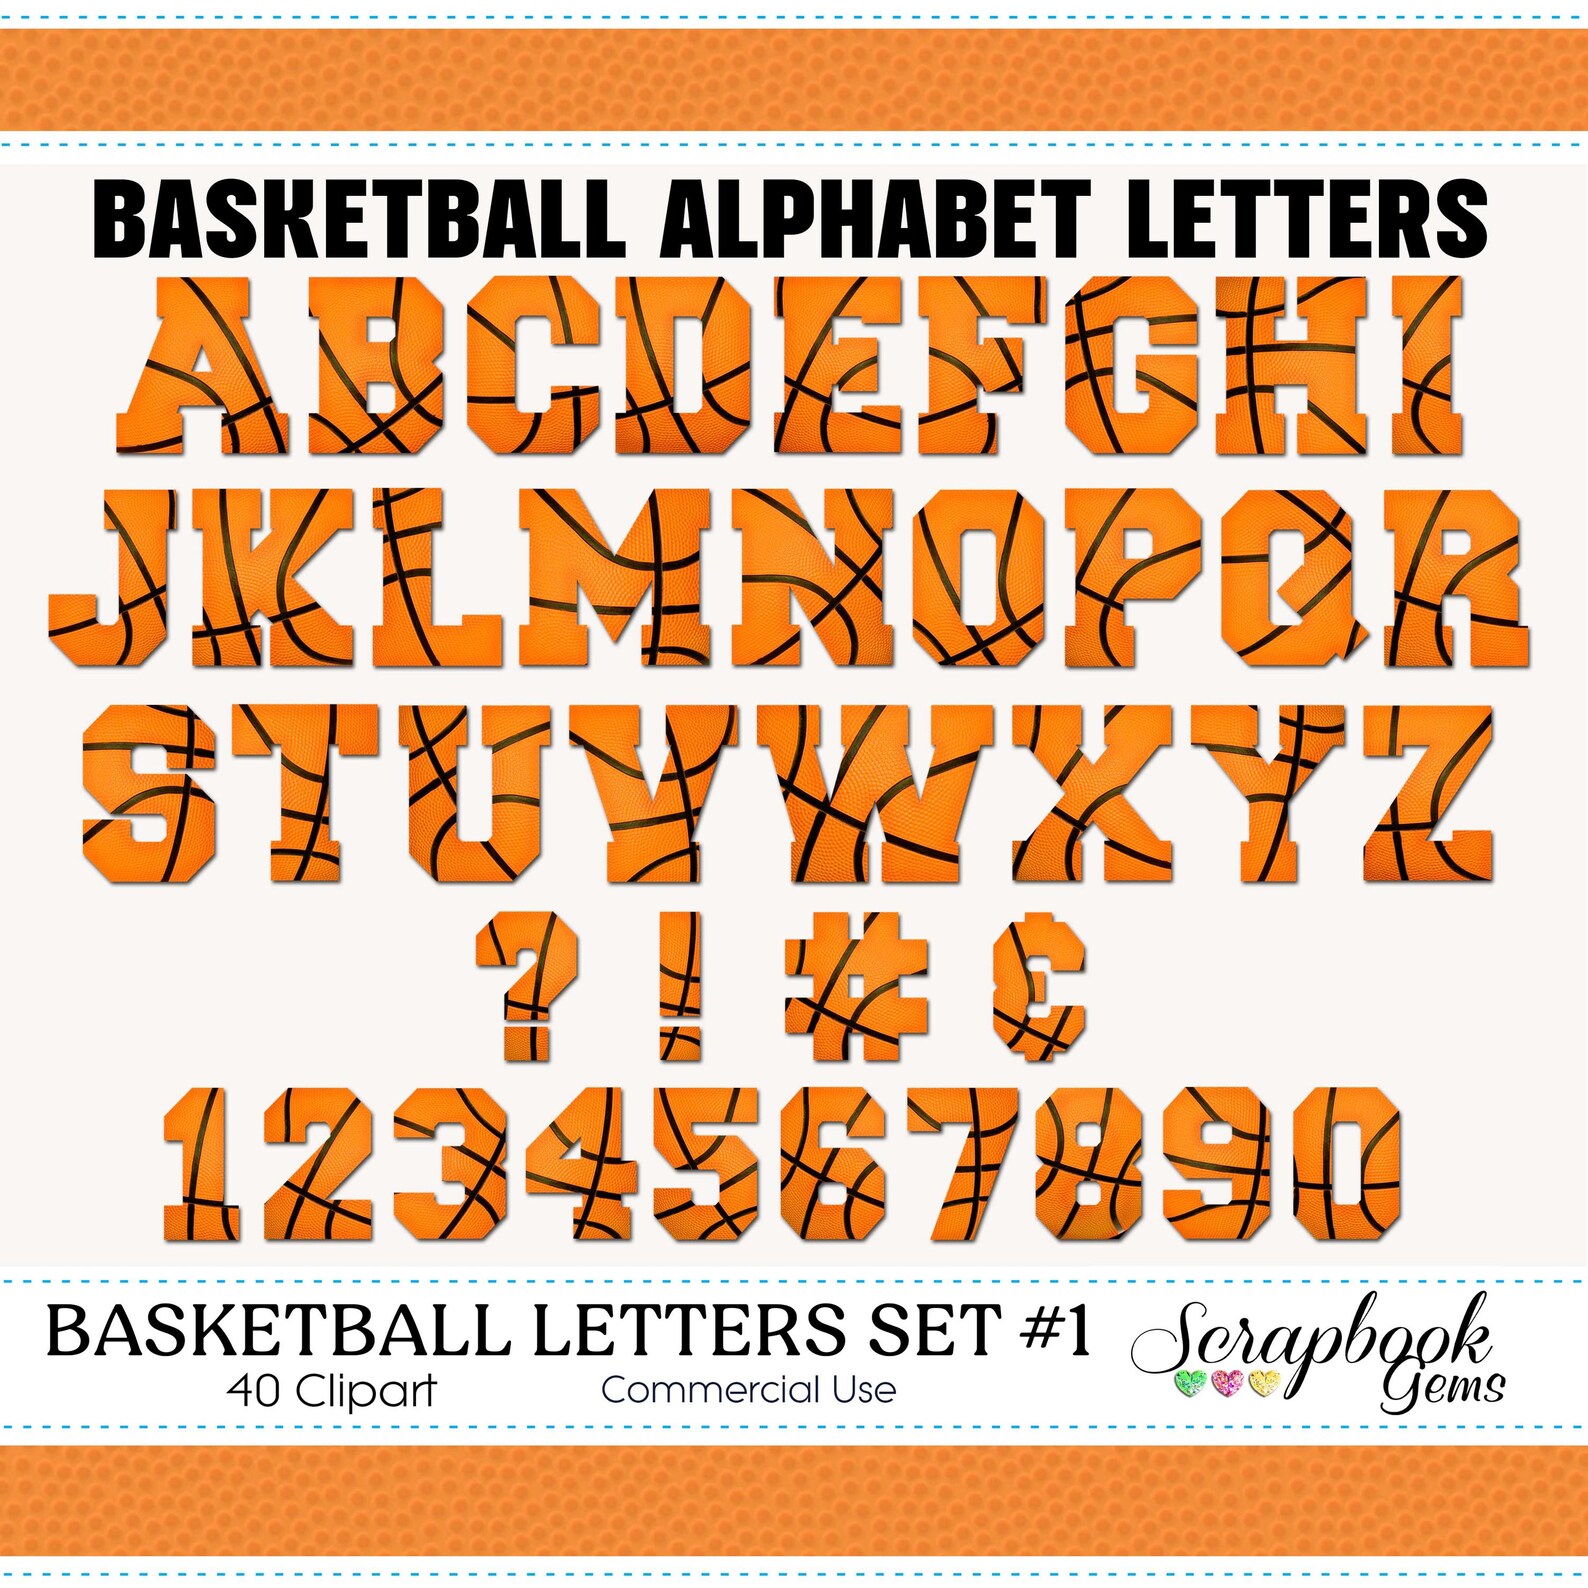 BASKETBALL ALPHABET LETTERS
ABCDEFGHI
JKLMNOPQR
STUVWXYZ
? ! # &
1234567890
BASKETBALL LETTERS SET #1
40 Clipart Commercial Use
Scrapbook
Gems